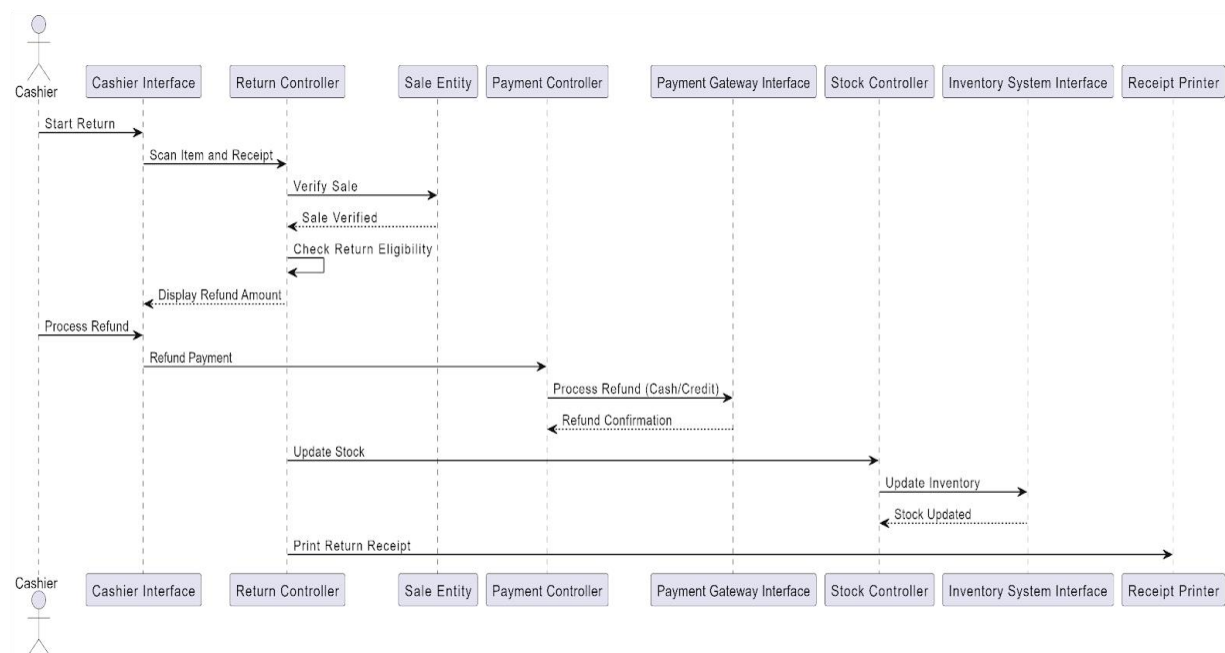 Cashier
Cashier Interface
Return Controller
Sale Entity
Payment Controller
Payment Gateway Interface
Stock Controller
Inventory System Interface
Receipt Printer
Start Return
Scan Item and Receipt
Verify Sale
Sale Verified
Check Return Eligibility
Display Refund Amount
Process Refund
Refund Payment
Process Refund (Cash/Credit)
Refund Confirmation
Update Stock
Update Inventory
Stock Updated
Print Return Receipt
Cashier
Cashier Interface
Return Controller
Sale Entity
Payment Controller
Payment Gateway Interface
Stock Controller
Inventory System Interface
Receipt Printer